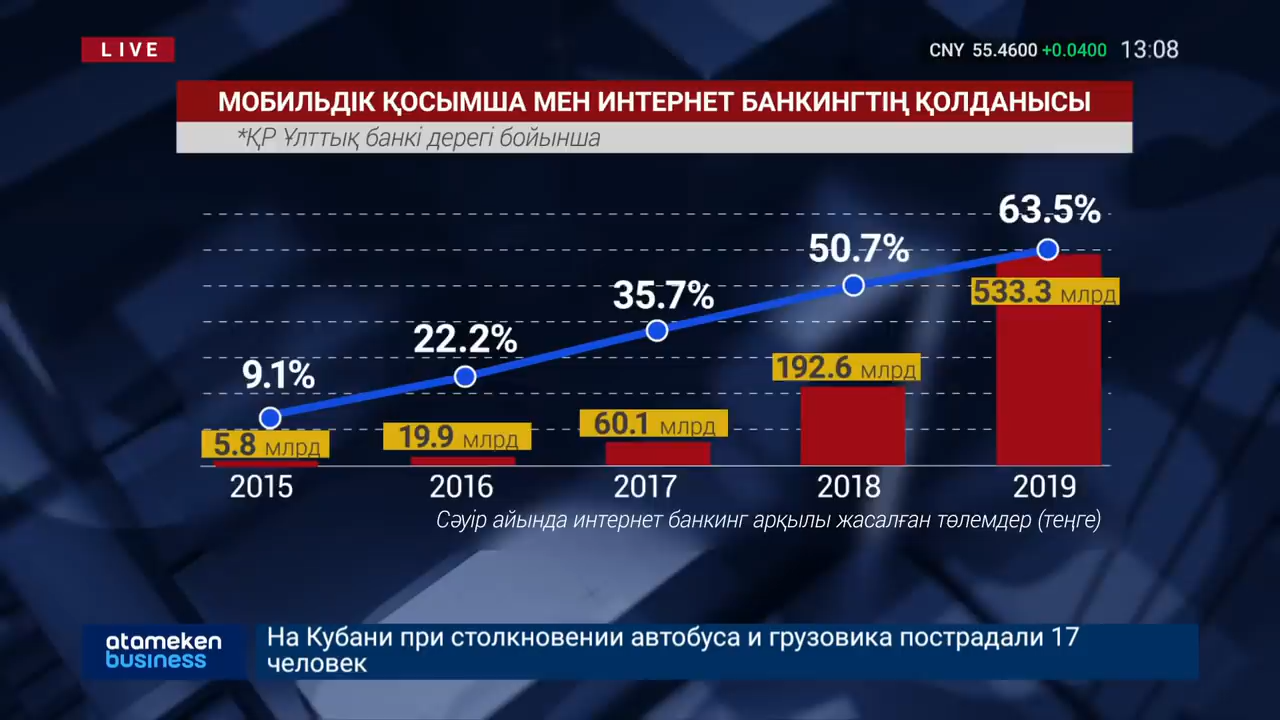 LIVE
CNY 55.4600 +0.0400 13:08
МОБИЛЬДІК ҚОСЫМША МЕН ИНТЕРНЕТ БАНКИНГТІҢ ҚОЛДАНЫСЫ
*ҚР Ұлттық банкі дерегі бойынша
63.5%
50.7%
35.7%
22.2%
9.1%
533.3 млрд
192.6 млрд
60.1 млрд
19.9 млрд
5.8 млрд
2015 2016 2017 2018 2019
Сәуір айында интернет банкинг арқылы жасалған төлемдер (теңге)
atameken
business
На Кубани при столкновении автобуса и грузовика пострадали 17
человек